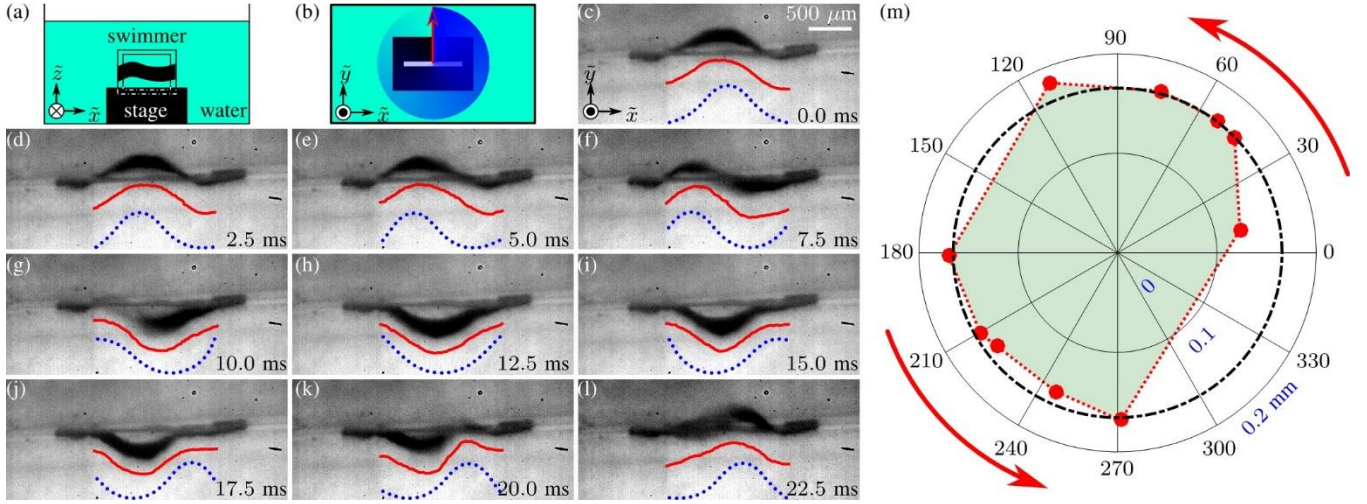 (a)
swimmer
z̃
x̃
stage
water
(b)
ỹ
x̃
(c)
500 μm
ỹ
x̃
0.0 ms
(d)
2.5 ms
(e)
5.0 ms
(f)
7.5 ms
(g)
10.0 ms
(h)
12.5 ms
(i)
15.0 ms
(j)
17.5 ms
(k)
20.0 ms
(l)
22.5 ms
(m)
90
120
60
150
30
180
0
0
0.1
210
330
0.2 mm
240
300
270